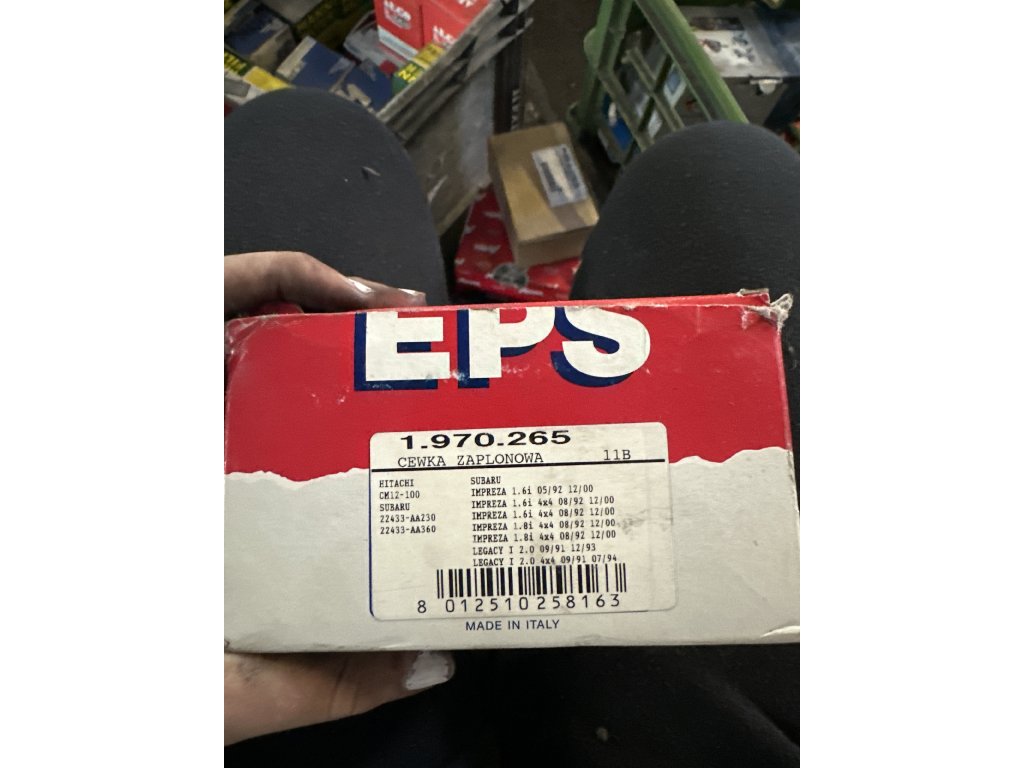 EPS
1.970.265
CEWKA ZAPLONOWA 11B
HITACHI
CM12-100
SUBARU
22433-AA230
22433-AA360
SUBARU
IMPREZA 1.6i 05/92 12/00
IMPREZA 1.6i 4x4 08/92 12/00
IMPREZA 1.6i 4x4 08/92 12/00
IMPREZA 1.8i 4x4 08/92 12/00
IMPREZA 1.8i 4x4 08/92 12/00
LEGACY I 2.0 09/91 12/93
LEGACY I 2.0 4x4 09/91 07/94
8 012510 258163
MADE IN ITALY